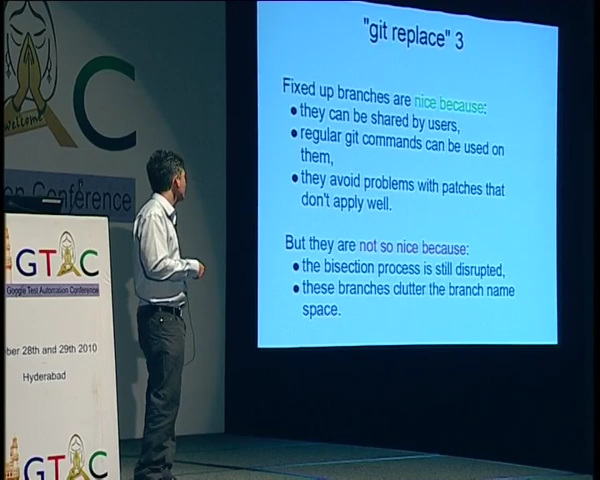 "git replace" 3
Fixed up branches are nice because:
● they can be shared by users,
● regular git commands can be used on
them,
● they avoid problems with patches that
don't apply well.
But they are not so nice because:
● the bisection process is still disrupted,
● these branches clutter the branch name
space.
welcome
C
on Conference
GTAC
Google Test Automation Conference
ber 28th and 29th 2010
Hyderabad
GTAC